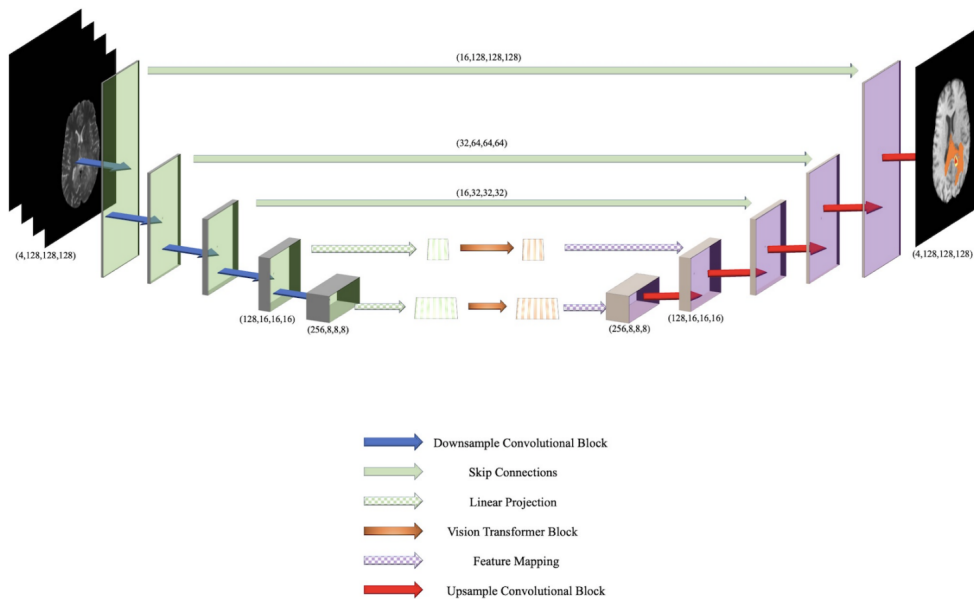 (16,128,128,128)
(32,64,64,64)
(16,32,32,32)
(4,128,128,128)
(4,128,128,128)
(128,16,16,16)
(256,8,8,8)
(256,8,8,8)
(128,16,16,16)
Downsample Convolutional Block
Skip Connections
Linear Projection
Vision Transformer Block
Feature Mapping
Upsample Convolutional Block